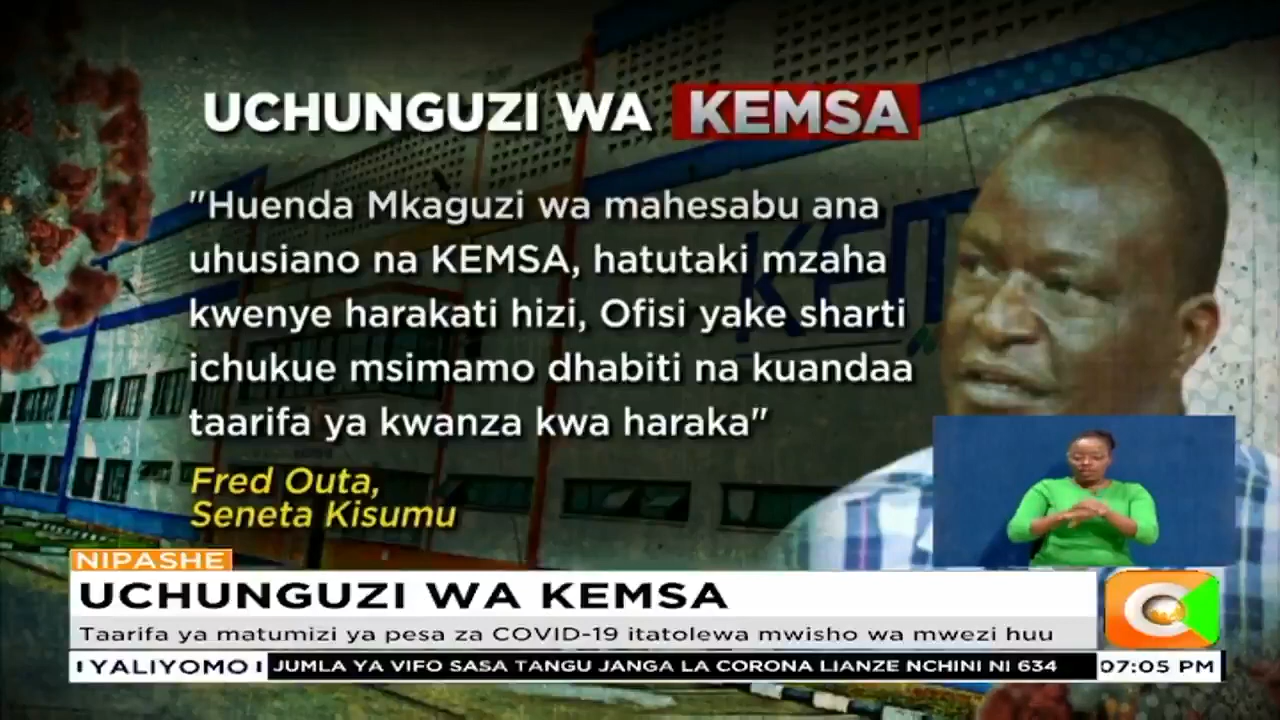 UCHUNGUZI WA KEMSA
"Huenda Mkaguzi wa mahesabu ana
uhusiano na KEMSA, hatutaki mzaha
kwenye harakati hizi, Ofisi yake sharti
ichukue msimamo dhabiti na kuandaa
taarifa ya kwanza kwa haraka"
Fred Outa,
Seneta Kisumu
NIPASHE
UCHUNGUZI WA KEMSA
Taarifa ya matumizi ya pesa za COVID-19 itatolewa mwisho wa mwezi huu
YALIYOMO JUMLA YA VIFO SASA TANGU JANGA LA CORONA LIANZE NCHINI NI 634 07:05 PM